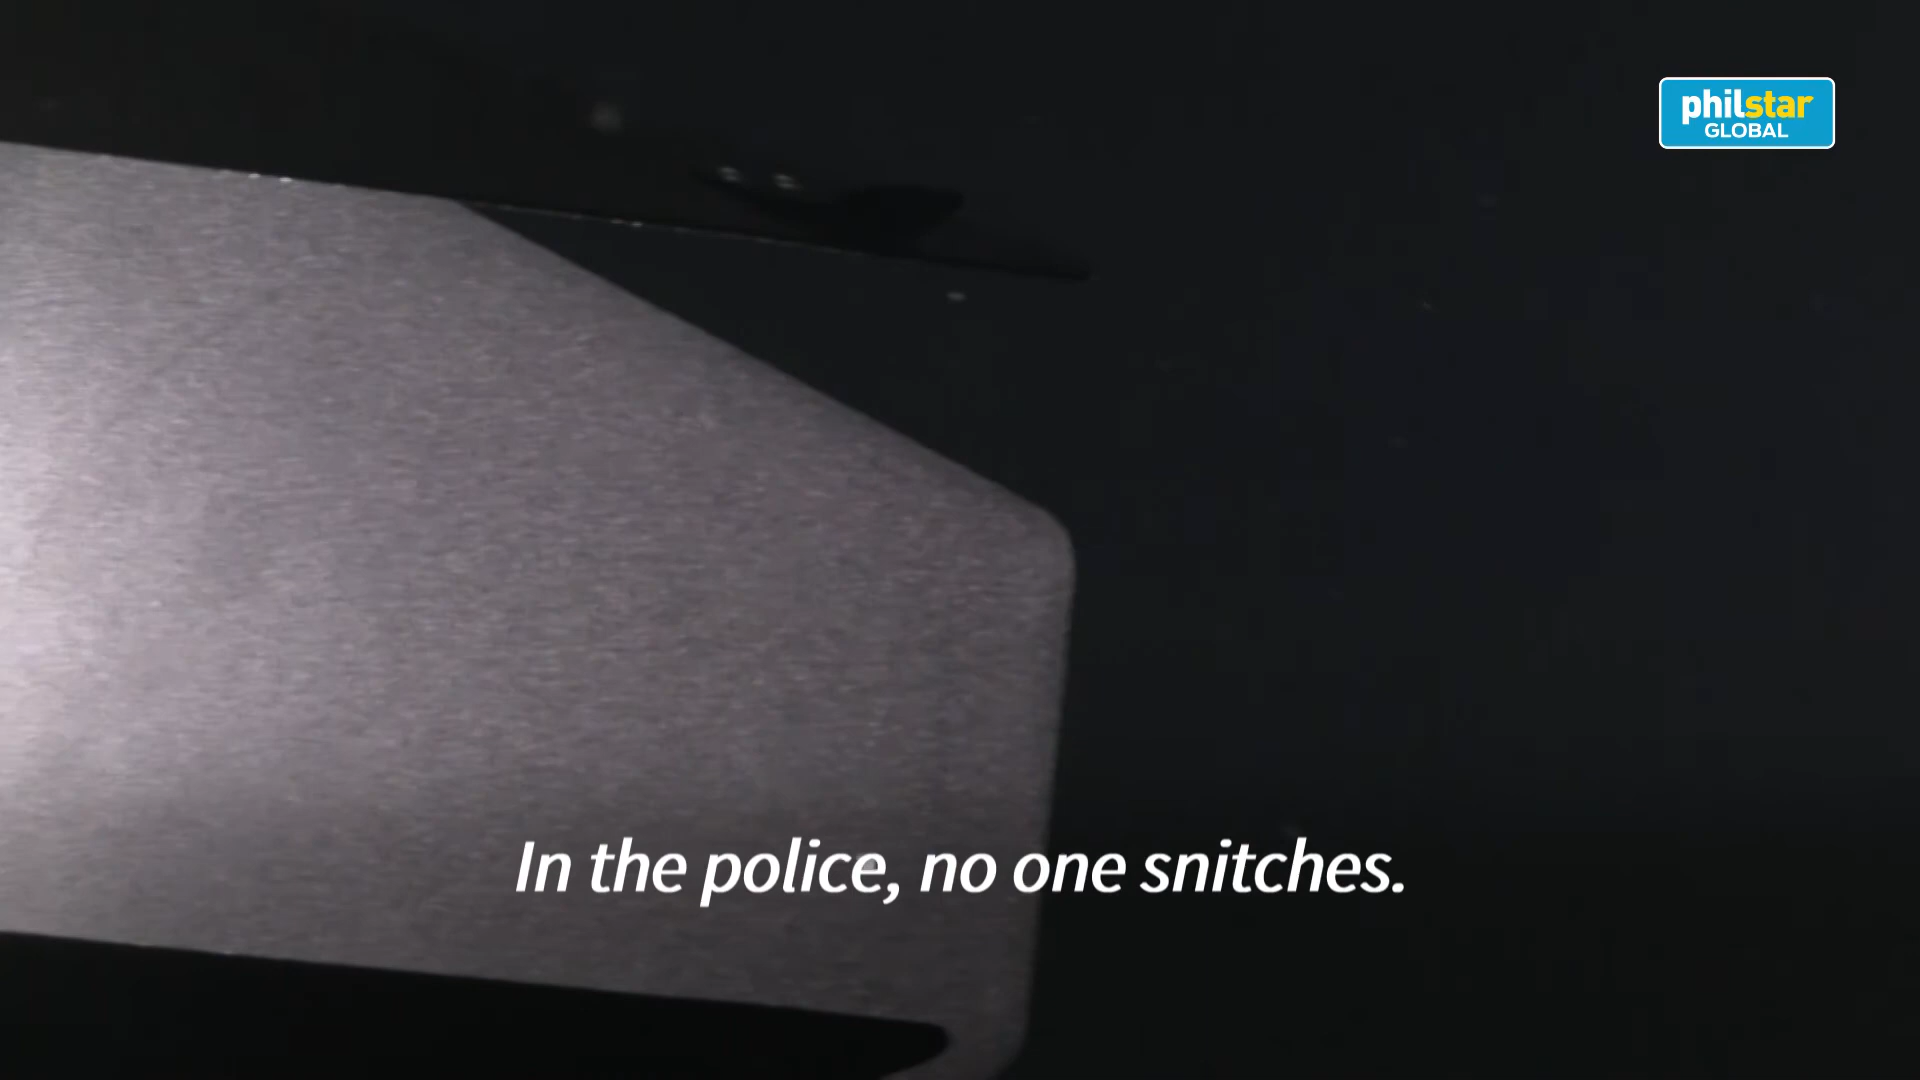 philstar
GLOBAL
In the police, no one snitches.